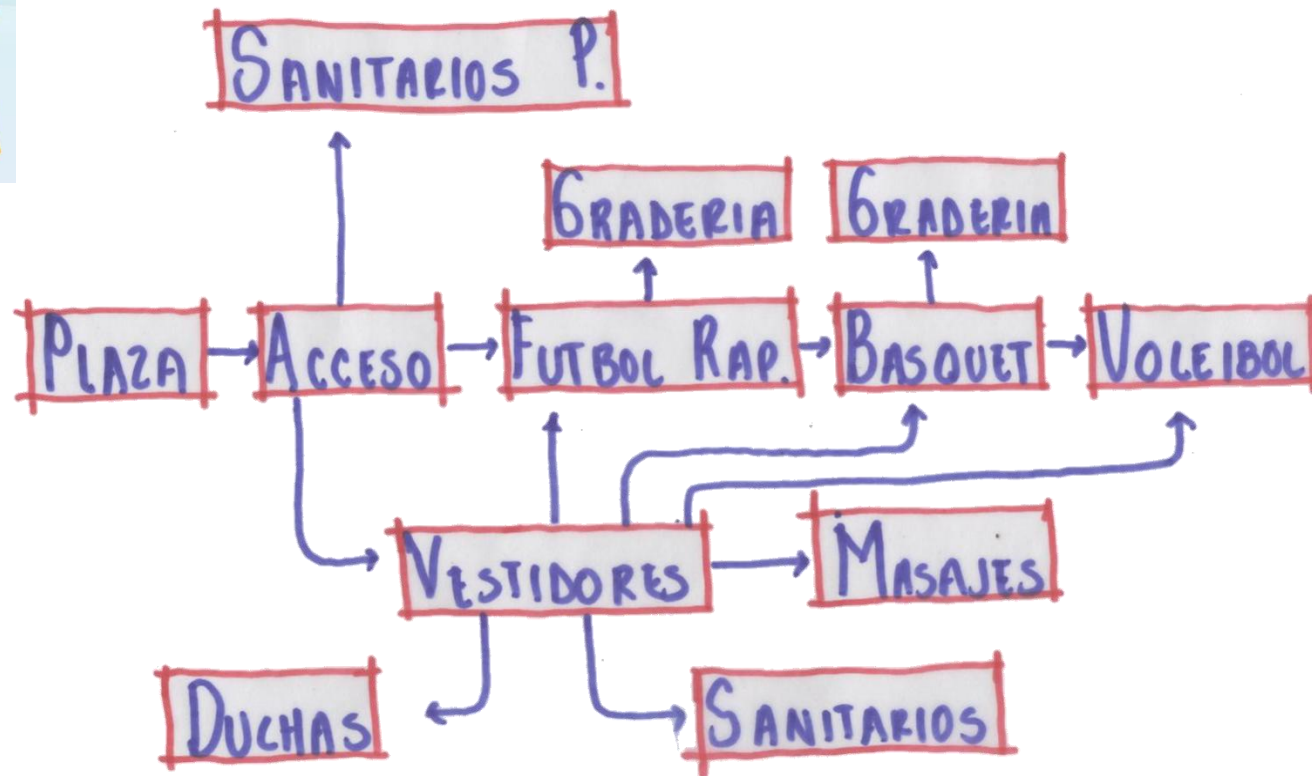 SANITARIOS P.
GRADERIA
GRADERIA
PLAZA
ACCESO
FUTBOL RAP.
BASQUET
VOLEIBOL
VESTIDORES
MASAJES
DUCHAS
SANITARIOS